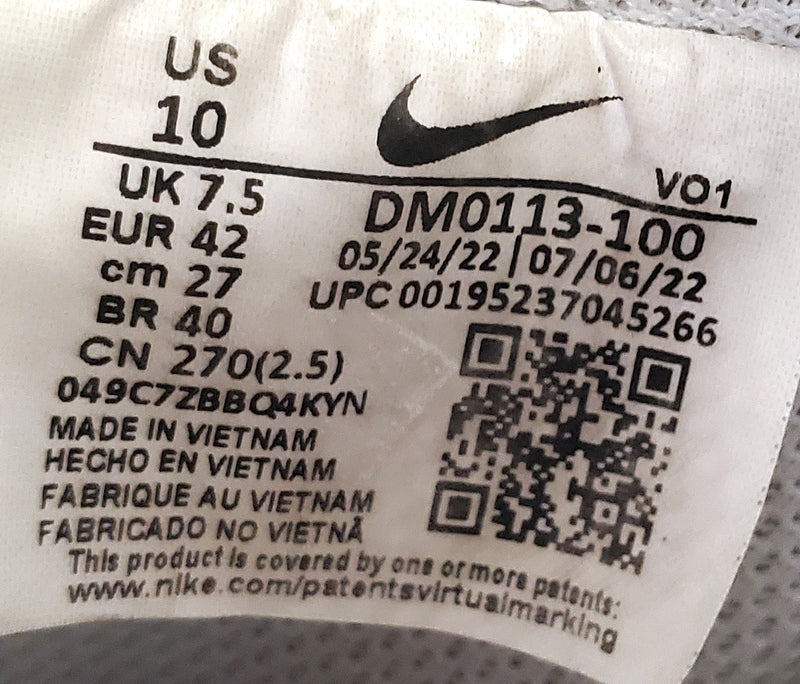 US
10
VO1
UK 7.5
EUR 42
cm 27
BR 40
CN 270(2.5)
DM0113-100
05/24/22 | 07/06/22
UPC 00195237045266
049C7ZBBQ4KYN
MADE IN VIETNAM
HECHO EN VIETNAM
FABRIQUE AU VIETNAM
FABRICADO NO VIETNÃ
This product is covered by one or more patents:
www.nike.com/patentsvirtualmarking